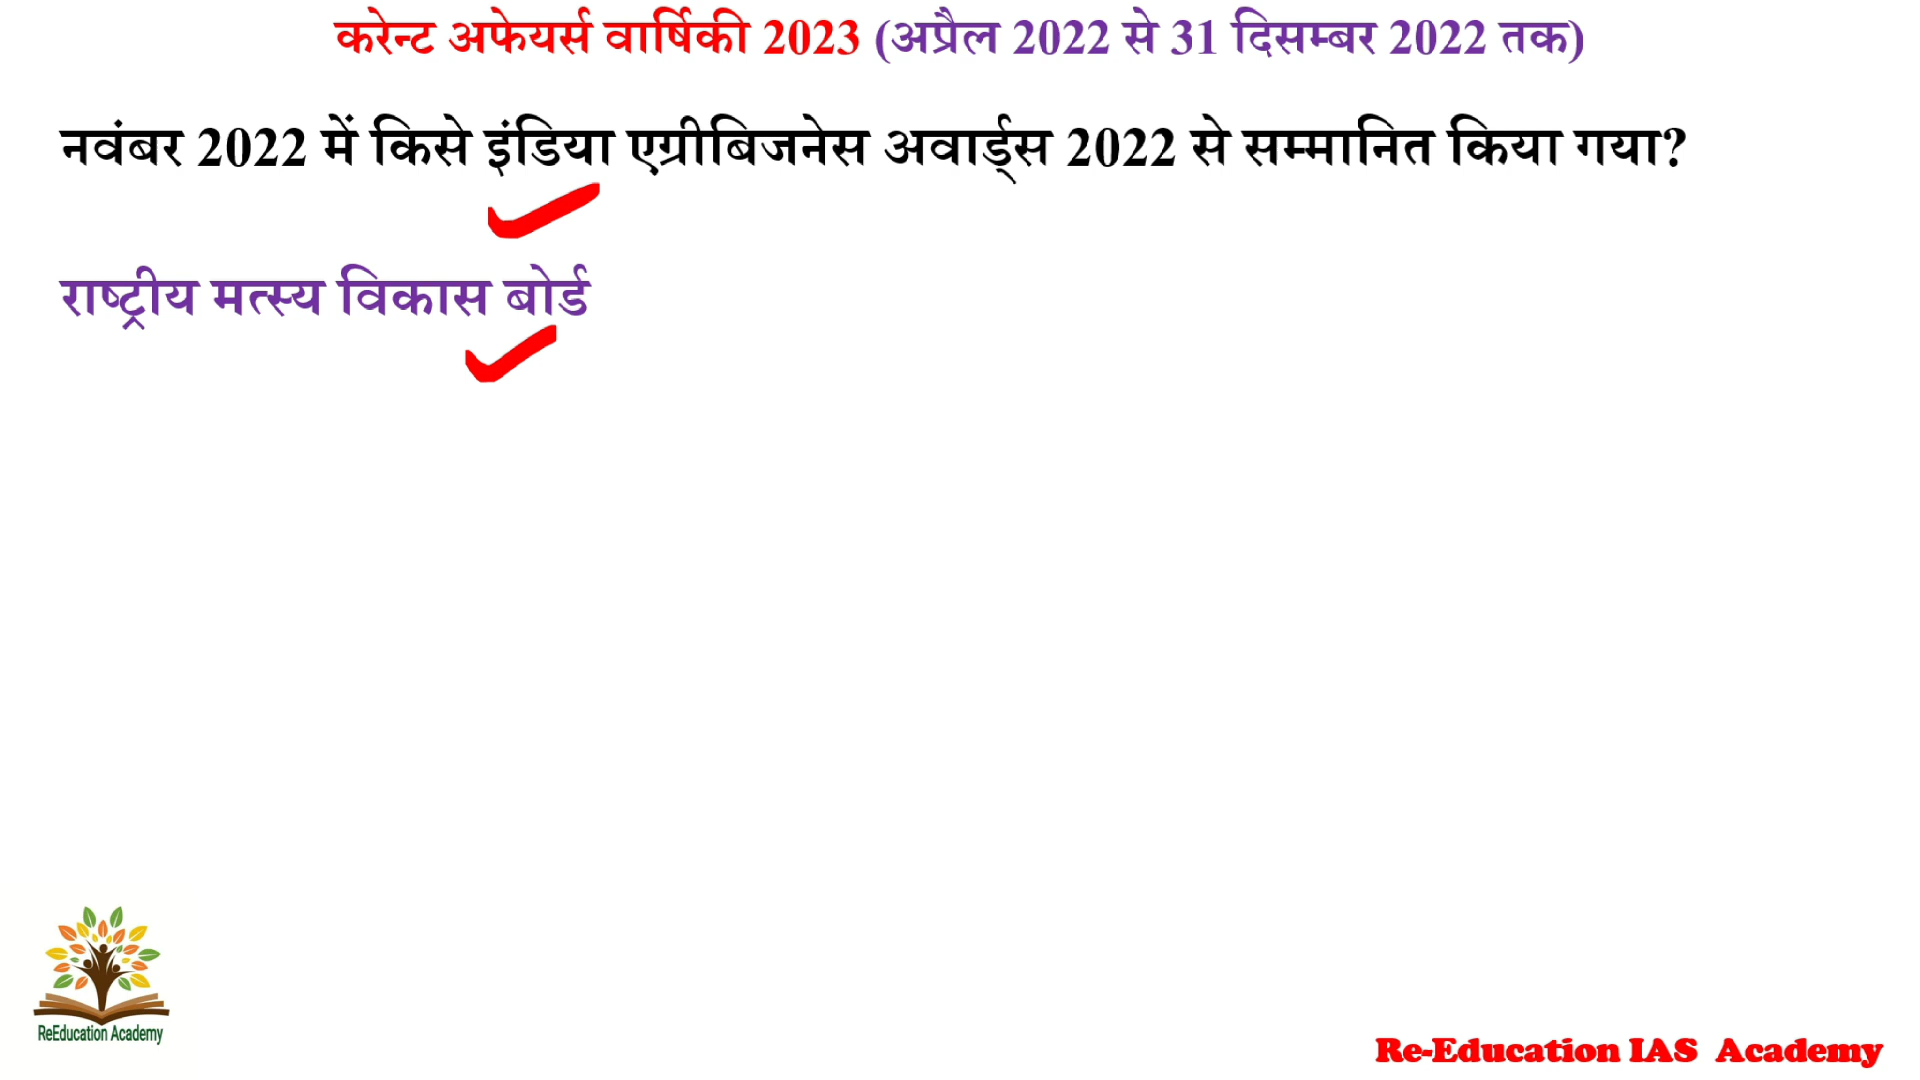 करेन्ट अफेयर्स वार्षिकी 2023 (अप्रैल 2022 से 31 दिसम्बर 2022 तक)
नवंबर 2022 में किसे इंडिया एग्रीबिजनेस अवार्ड्स 2022 से सम्मानित किया गया?
राष्ट्रीय मत्स्य विकास बोर्ड
ReEducation Academy
Re-Education IAS Academy